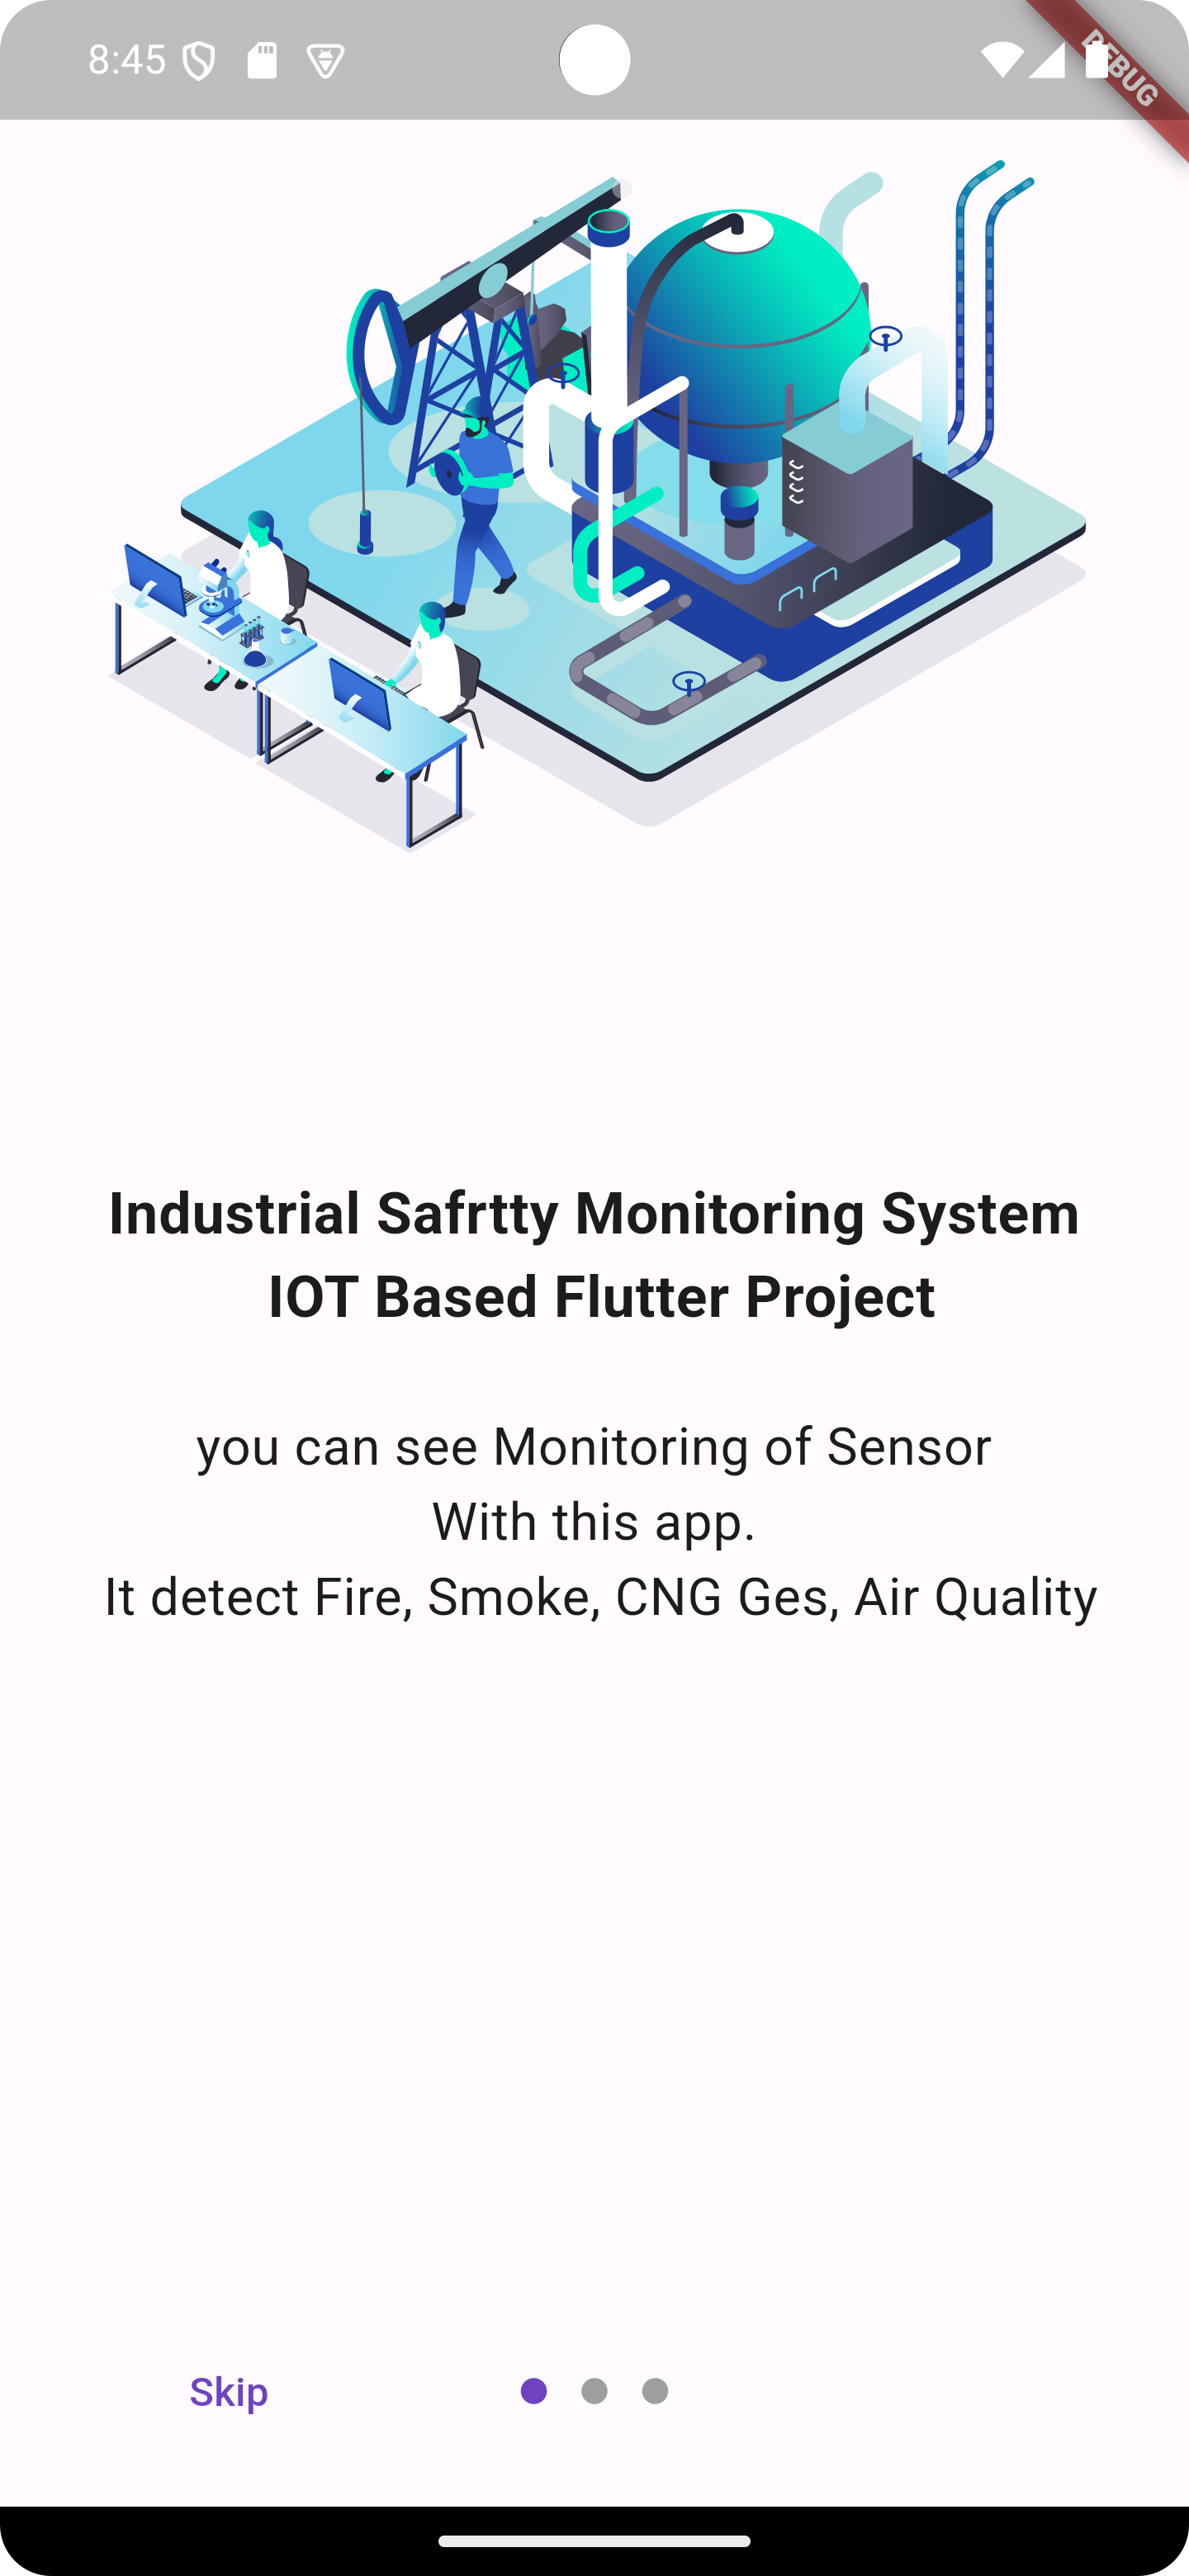 8:45
DEBUG
Industrial Safrtty Monitoring System
IOT Based Flutter Project
you can see Monitoring of Sensor
With this app.
It detect Fire, Smoke, CNG Ges, Air Quality
Skip